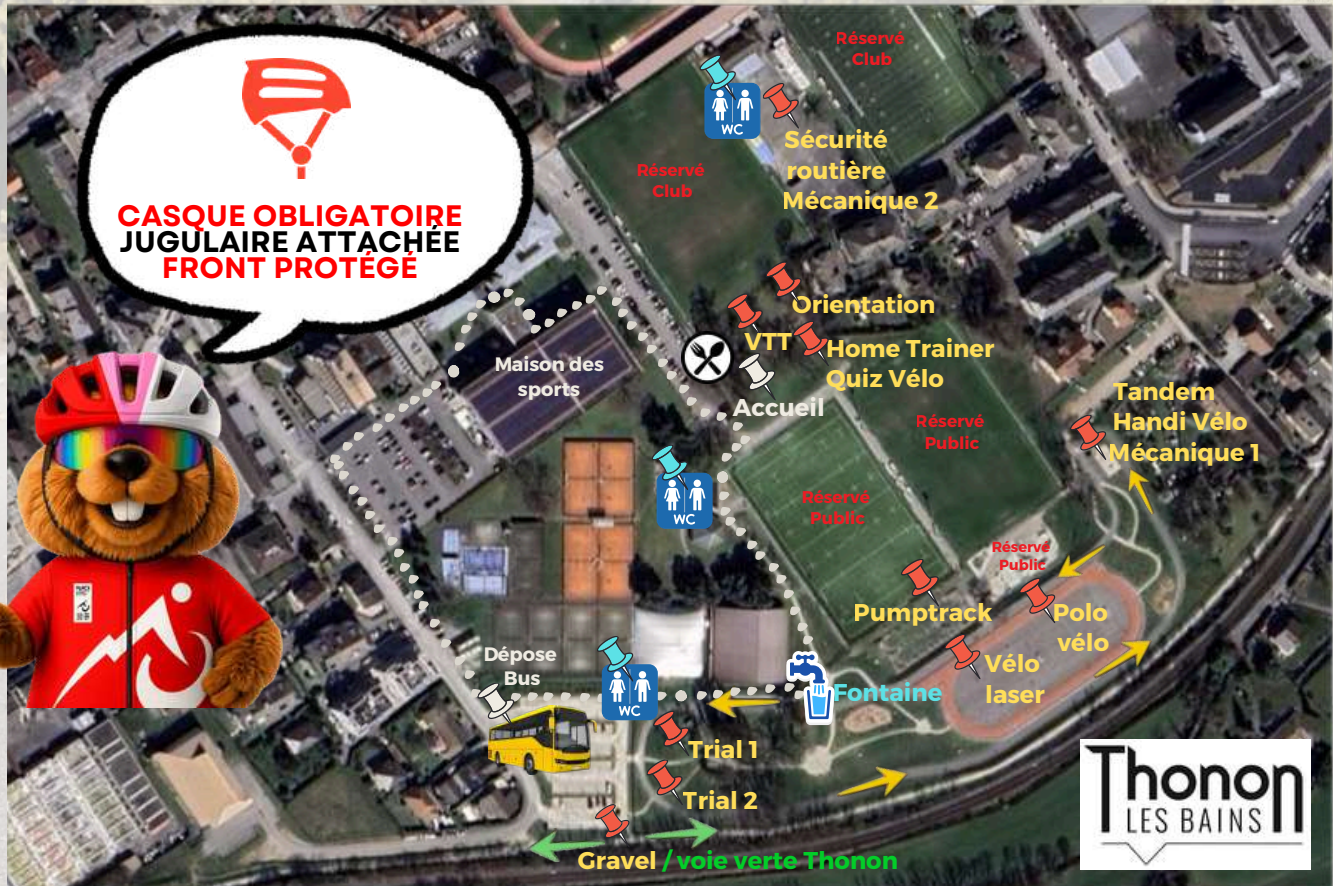 CASQUE OBLIGATOIRE
JUGULAIRE ATTACHÉE
FRONT PROTÉGÉ
Réservé
Club
WC
Sécurité
routière
Mécanique 2
Réservé
Club
Orientation
VTT
Home Trainer
Quiz Vélo
Accueil
Maison des
sports
Tandem
Handi Vélo
Mécanique 1
Réservé
Public
WC
Réservé
Public
Réservé
Public
Pumptrack
Polo
vélo
Vélo
laser
Dépose
Bus
WC
Fontaine
Trial 1
Trial 2
Gravel / voie verte Thonon
Thonon
LES BAINS